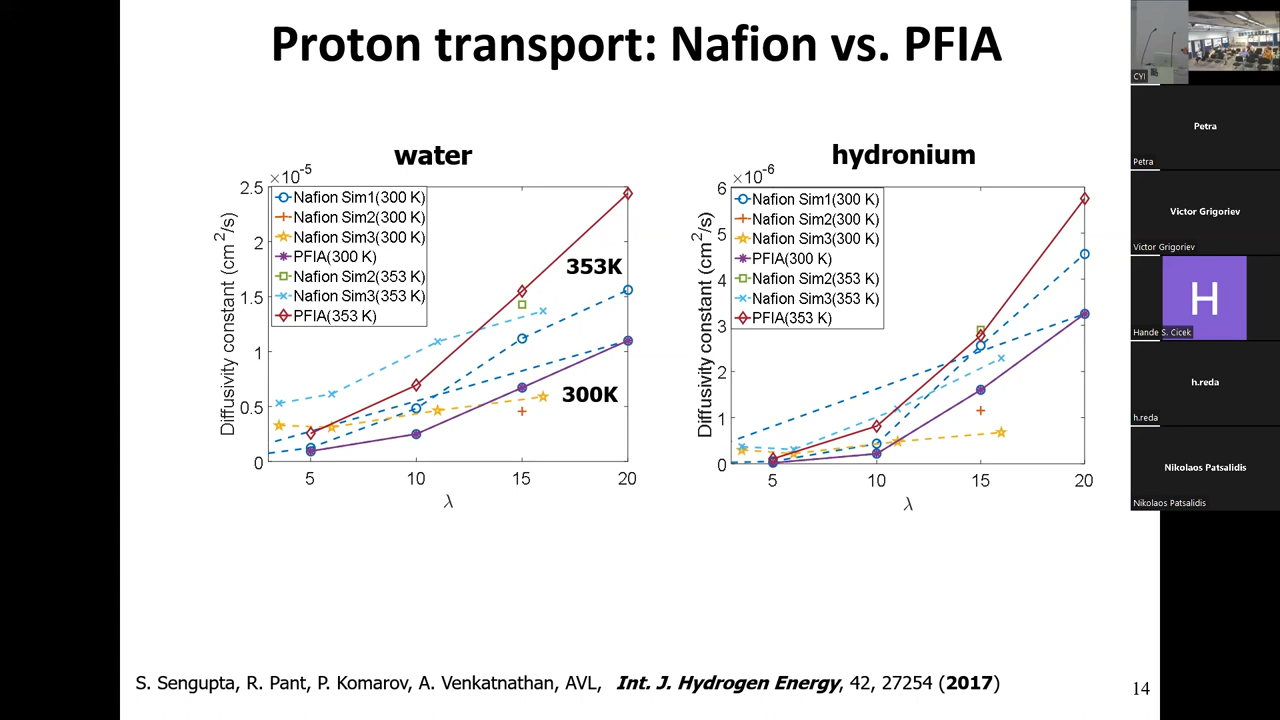 Proton transport: Nafion vs. PFIA
water
×10⁻⁵
Diffusivity constant (cm²/s)
2.5
2
1.5
1
0.5
0
Nafion Sim1(300 K)
Nafion Sim2(300 K)
Nafion Sim3(300 K)
PFIA(300 K)
Nafion Sim2(353 K)
Nafion Sim3(353 K)
PFIA(353 K)
353K
300K
5 10 15 20
λ
hydronium
×10⁻⁶
Diffusivity constant (cm²/s)
6
5
4
3
2
1
0
Nafion Sim1(300 K)
Nafion Sim2(300 K)
Nafion Sim3(300 K)
PFIA(300 K)
Nafion Sim2(353 K)
Nafion Sim3(353 K)
PFIA(353 K)
5 10 15 20
λ
S. Sengupta, R. Pant, P. Komarov, A. Venkatnathan, AVL, Int. J. Hydrogen Energy, 42, 27254 (2017)
14
CYI
Petra
Petra
Victor Grigoriev
Victor Grigoriev
H
Hande S. Cicek
h.reda
h.reda
Nikolaos Patsalidis
Nikolaos Patsalidis